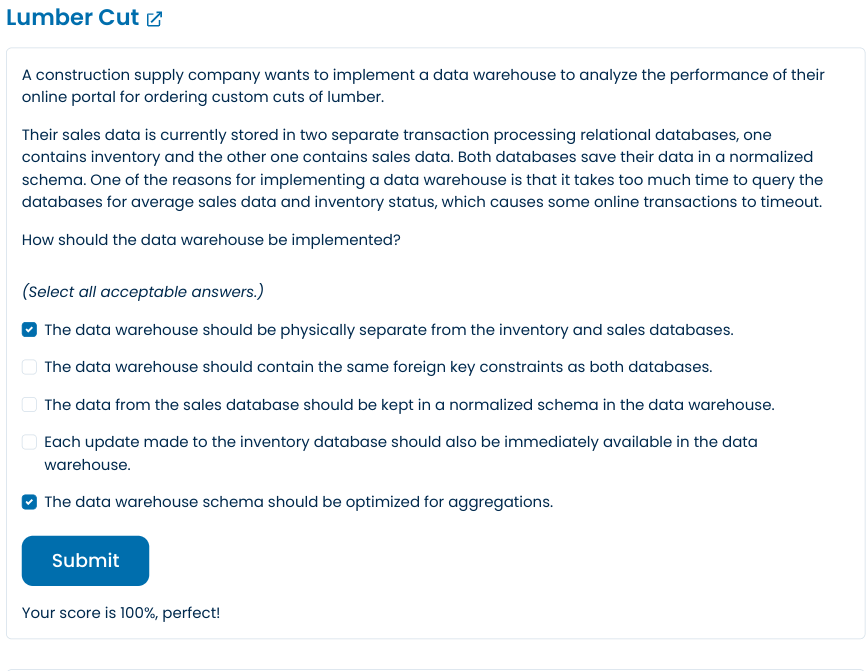 Lumber Cut
A construction supply company wants to implement a data warehouse to analyze the performance of their
online portal for ordering custom cuts of lumber.
Their sales data is currently stored in two separate transaction processing relational databases, one
contains inventory and the other one contains sales data. Both databases save their data in a normalized
schema. One of the reasons for implementing a data warehouse is that it takes too much time to query the
databases for average sales data and inventory status, which causes some online transactions to timeout.
How should the data warehouse be implemented?
(Select all acceptable answers.)
The data warehouse should be physically separate from the inventory and sales databases.
The data warehouse should contain the same foreign key constraints as both databases.
The data from the sales database should be kept in a normalized schema in the data warehouse.
Each update made to the inventory database should also be immediately available in the data
warehouse.
The data warehouse schema should be optimized for aggregations.
Submit
Your score is 100%, perfect!